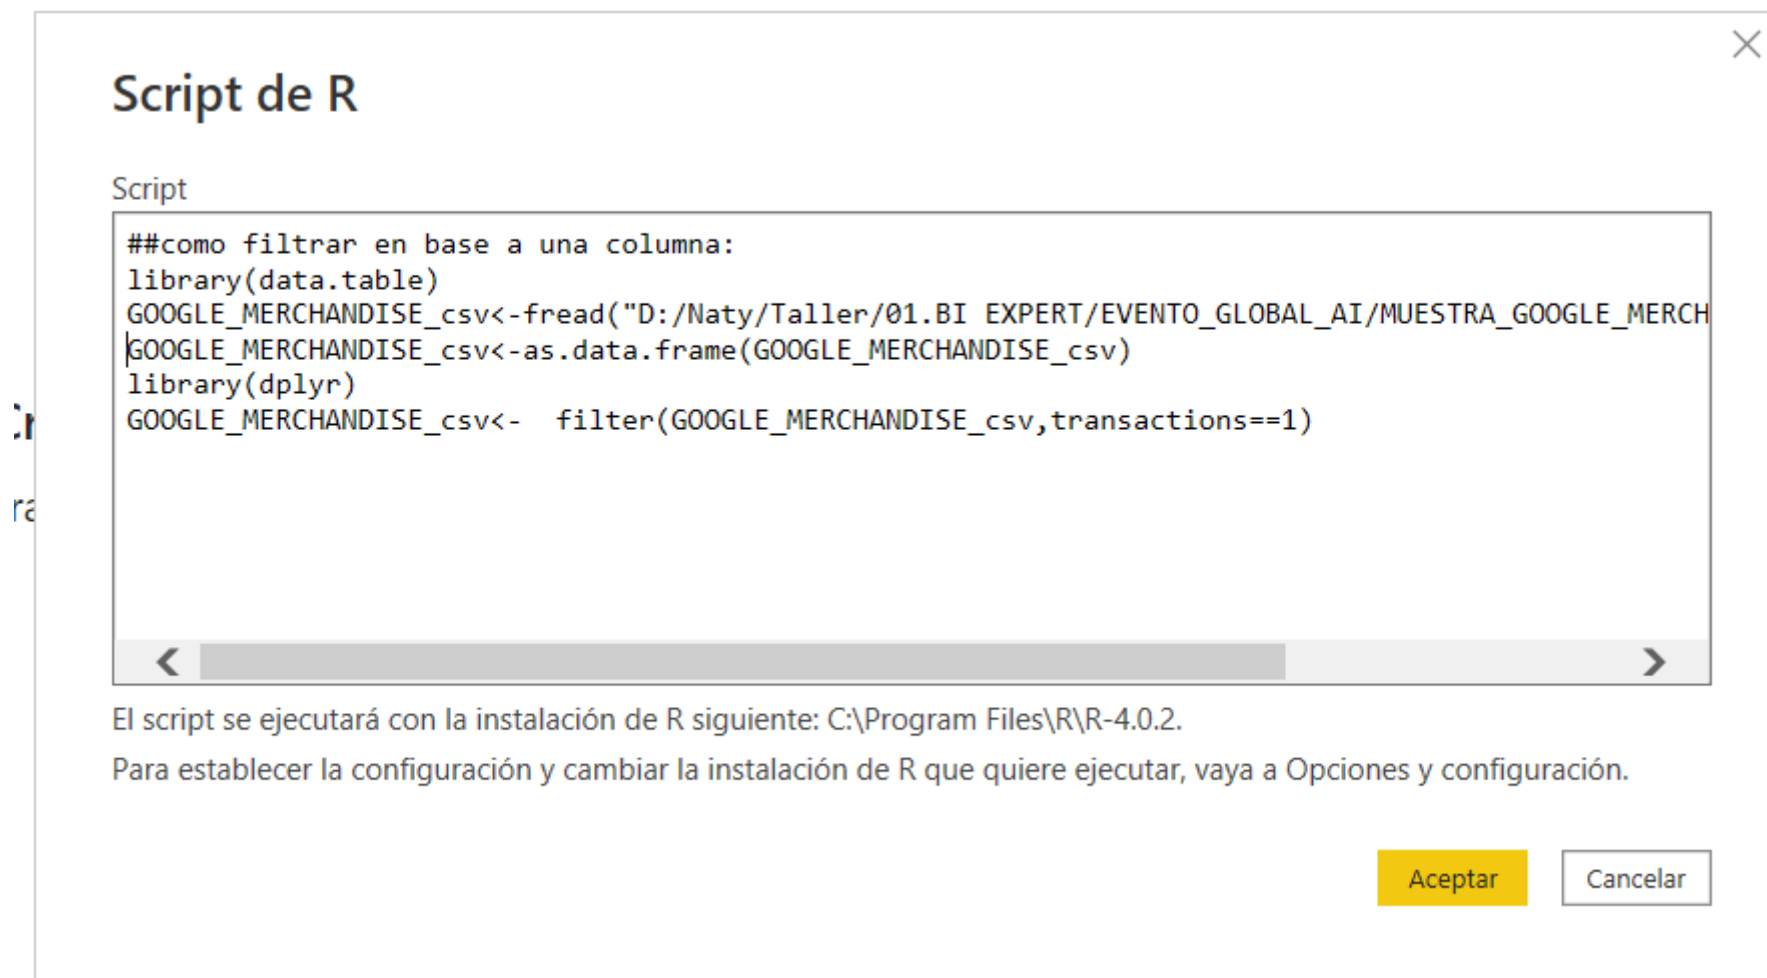 Script de R
Script
##como filtrar en base a una columna:
library(data.table)
GOOGLE_MERCHANDISE_csv<-fread("D:/Naty/Taller/01.BI EXPERT/EVENTO_GLOBAL_AI/MUESTRA_GOOGLE_MERCH
GOOGLE_MERCHANDISE_csv<-as.data.frame(GOOGLE_MERCHANDISE_csv)
library(dplyr)
GOOGLE_MERCHANDISE_csv<-  filter(GOOGLE_MERCHANDISE_csv,transactions==1)
El script se ejecutará con la instalación de R siguiente: C:\Program Files\R\R-4.0.2.
Para establecer la configuración y cambiar la instalación de R que quiere ejecutar, vaya a Opciones y configuración.
Aceptar
Cancelar